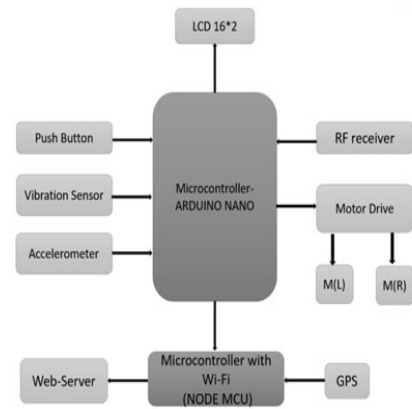 LCD 16*2
Push Button
RF receiver
Vibration Sensor
Microcontroller-
ARDUINO NANO
Motor Drive
Accelerometer
M(L)
M(R)
Microcontroller with
Wi-Fi
(NODE MCU)
Web-Server
GPS